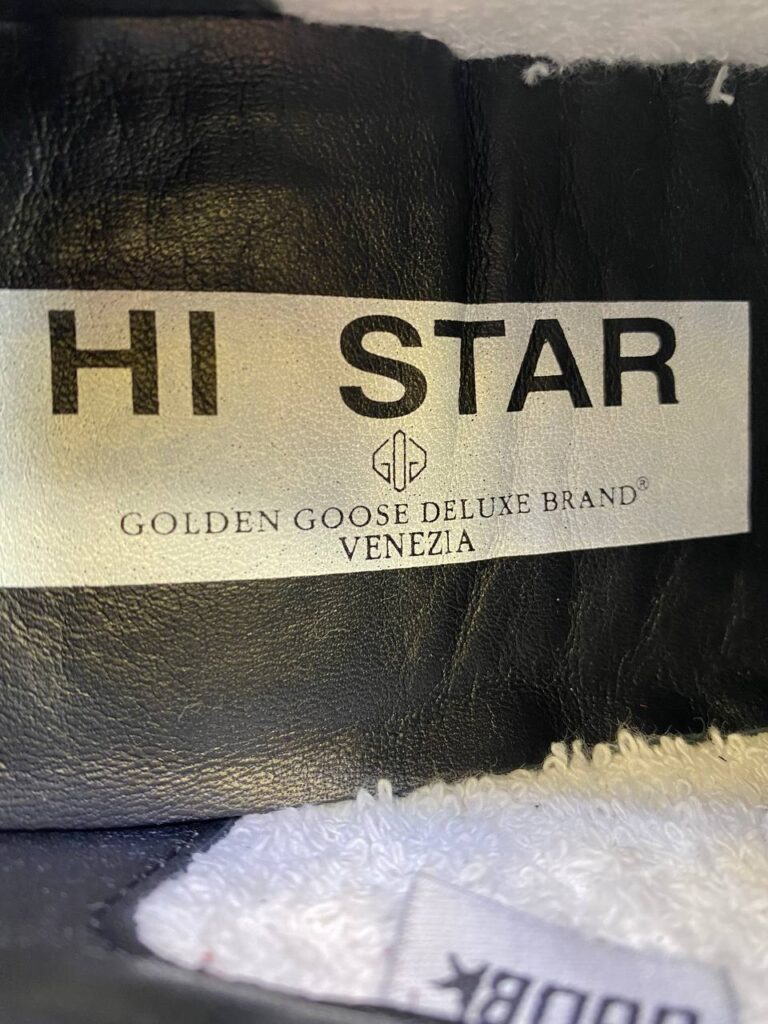 HI STAR
GOLDEN GOOSE DELUXE BRAND®
VENEZIA